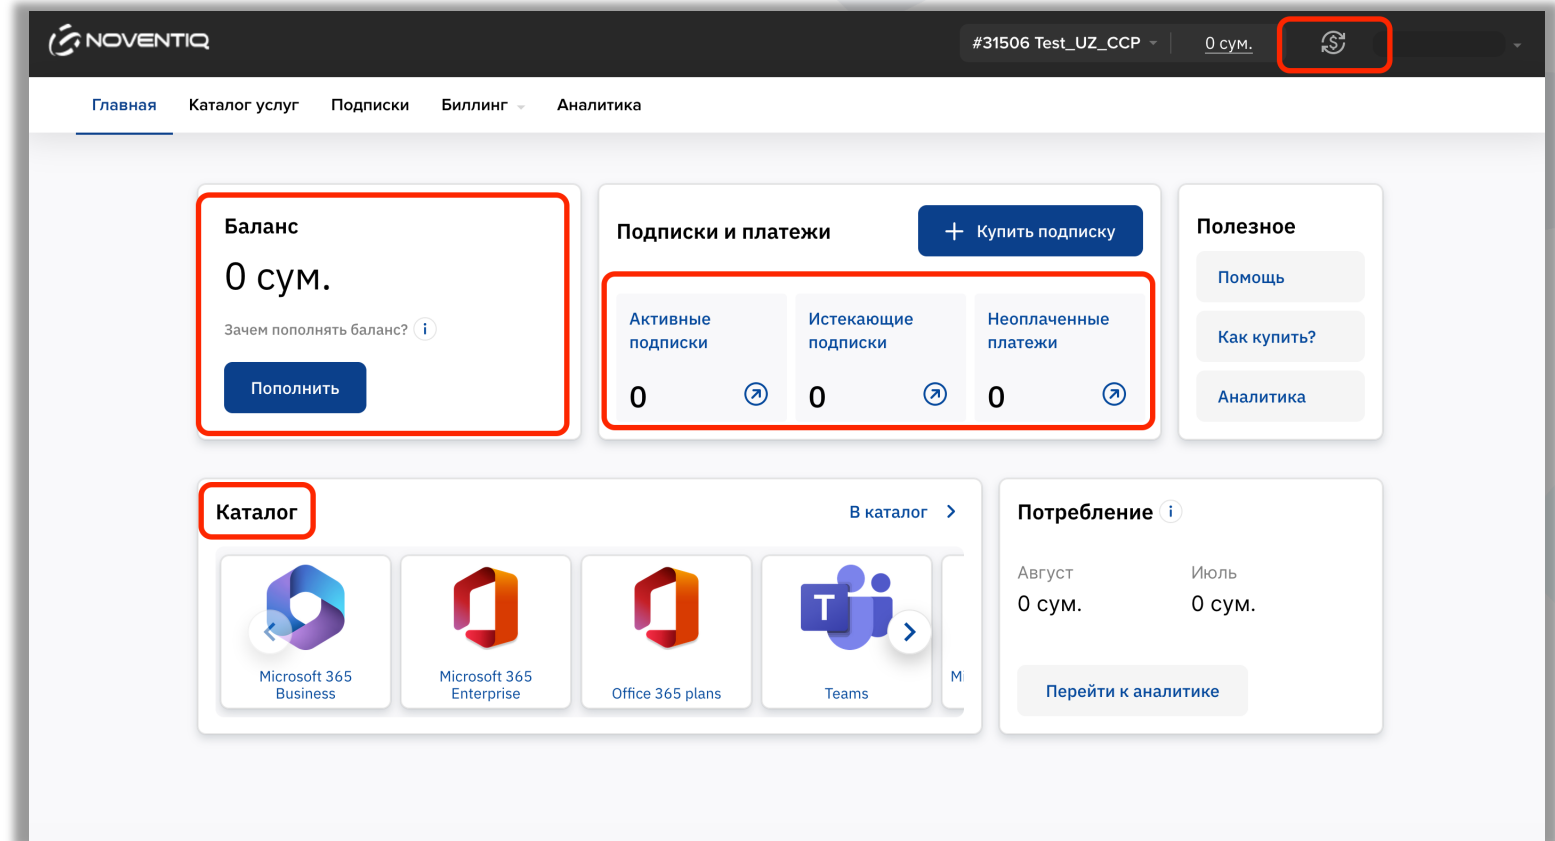 NOVENTIQ
#31506 Test_UZ_CCP
0 сум.
Главная
Каталог услуг
Подписки
Биллинг
Аналитика
Баланс
0 сум.
Зачем пополнять баланс? i
Пополнить
Подписки и платежи
+ Купить подписку
Активные
подписки
0
Истекающие
подписки
0
Неоплаченные
платежи
0
Полезное
Помощь
Как купить?
Аналитика
Каталог
В каталог
Microsoft 365
Business
Microsoft 365
Enterprise
Office 365 plans
T
Teams
Mi
Потребление i
Август
0 сум.
Июль
0 сум.
Перейти к аналитике